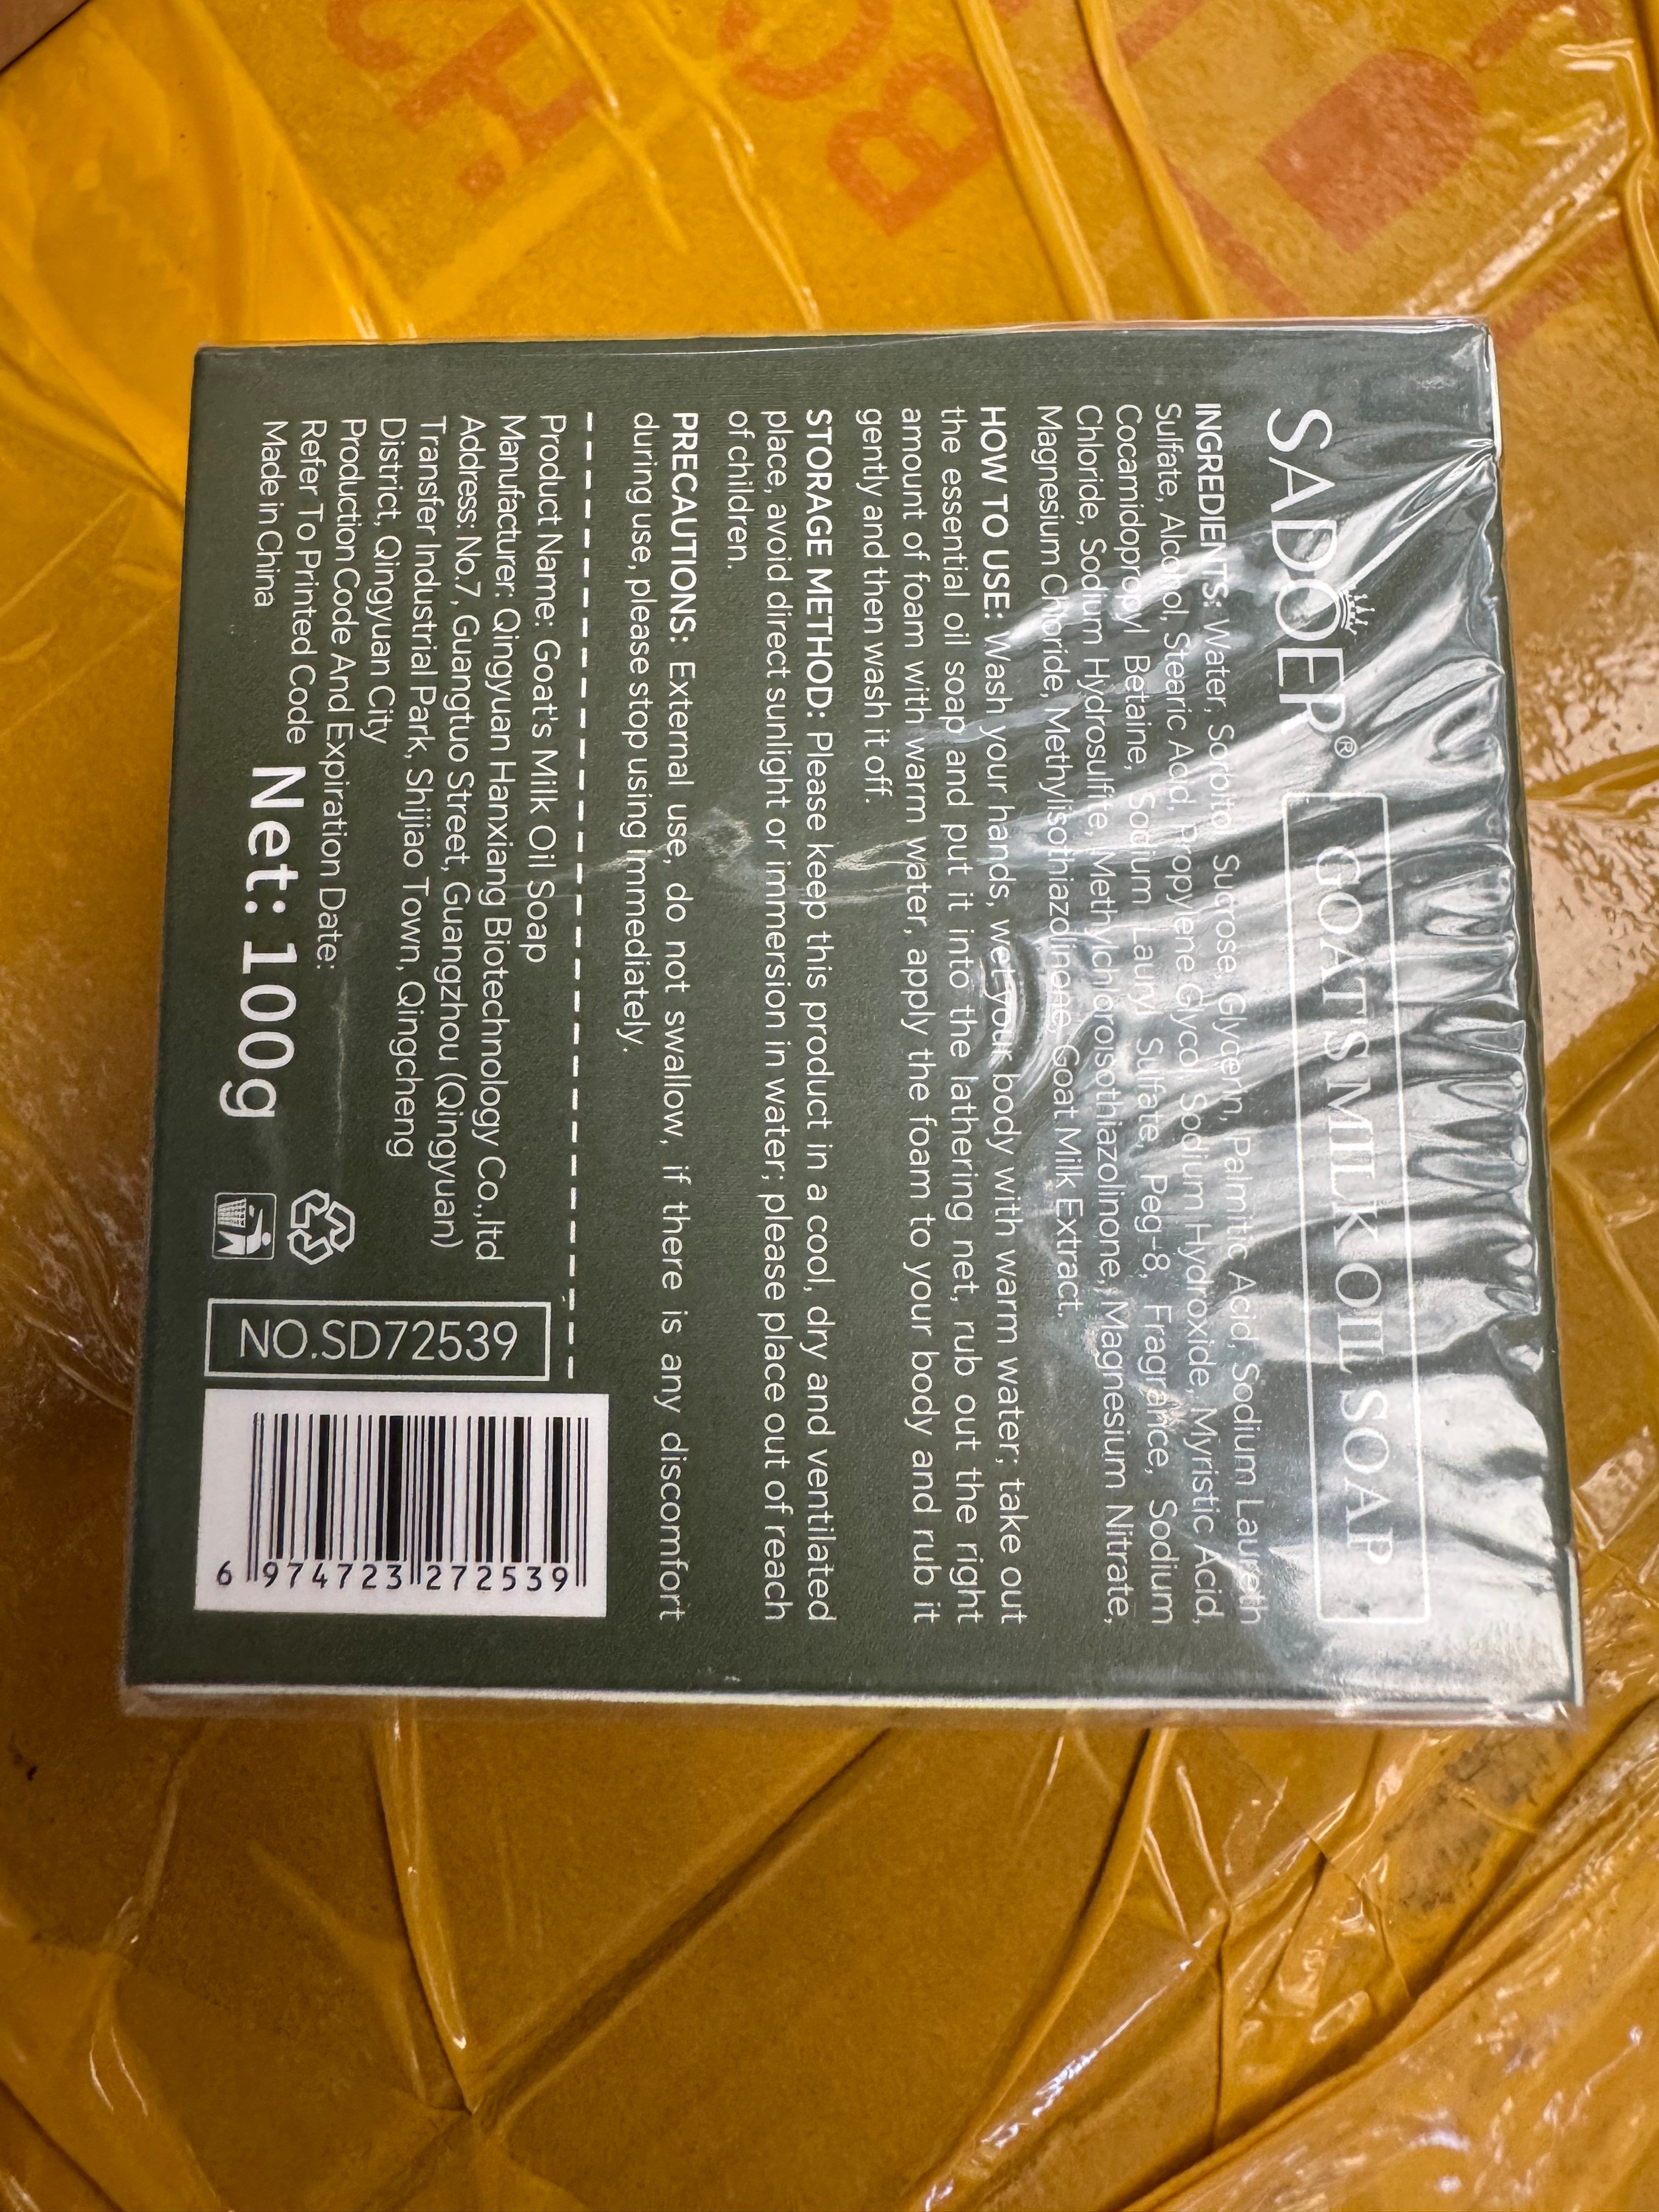 SADOER®
GOAT'S MILK OIL SOAP
INGREDIENTS: Water, Sorbitol, Sucrose, Glycerin, Palmitic Acid, Sodium Laureth
Sulfate, Alcohol, Stearic Acid, Propylene Glycol, Sodium Hydroxide, Myristic Acid,
Cocamidopropyl Betaine, Sodium Lauryl Sulfate, Peg-8, Fragrance, Sodium
Chloride, Sodium Hydrosulfite, Methylchloroisothiazolinone, Magnesium Nitrate,
Magnesium Chloride, Methylisothiazolinone, Goat Milk Extract.
HOW TO USE: Wash your hands, wet your body with warm water; take out
the essential oil soap and put it into the lathering net, rub out the right
amount of foam with warm water, apply the foam to your body and rub it
gently and then wash it off.
STORAGE METHOD: Please keep this product in a cool, dry and ventilated
place, avoid direct sunlight or immersion in water; please place out of reach
of children.
PRECAUTIONS: External use, do not swallow, if there is any discomfort
during use, please stop using immediately.
Product Name: Goat's Milk Oil Soap
Manufacturer: Qingyuan Hanxiang Biotechnology Co.,ltd
Address: No.7, Guangtuo Street, Guangzhou (Qingyuan)
Transfer Industrial Park, Shijiao Town, Qingcheng
District, Qingyuan City
Production Code And Expiration Date:
Refer To Printed Code
Made in China
Net: 100g
NO.SD72539
6 974723 272539